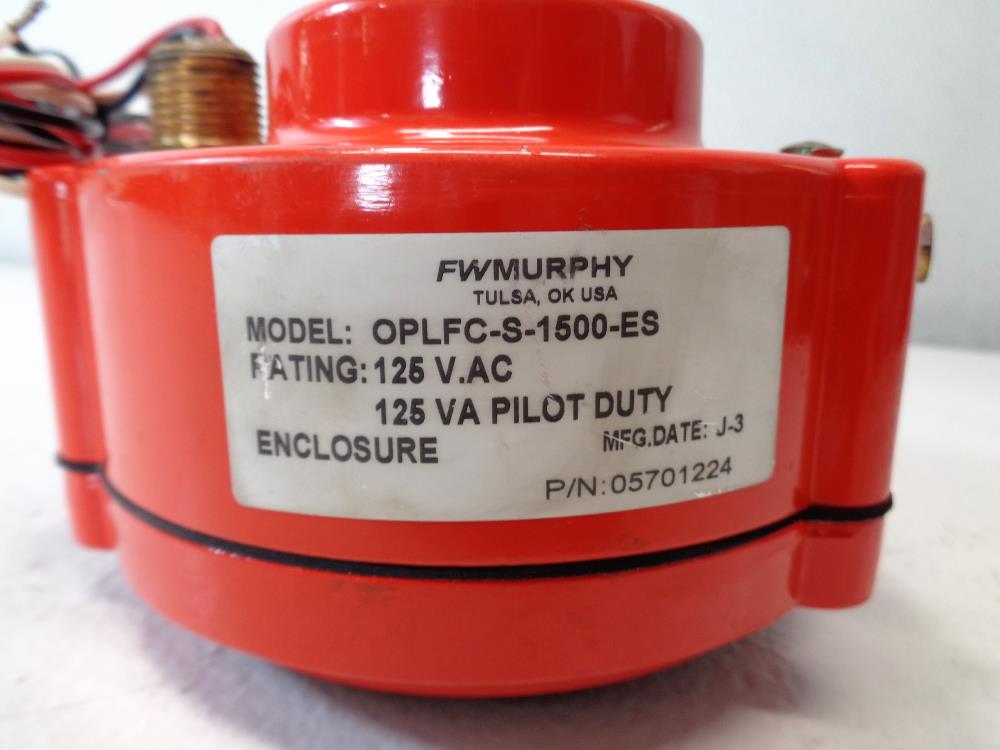 FWMURPHY
TULSA, OK USA
MODEL: OPLFC-S-1500-ES
RATING: 125 V.AC
125 VA PILOT DUTY
ENCLOSURE
MFG.DATE: J-3
P/N: 05701224